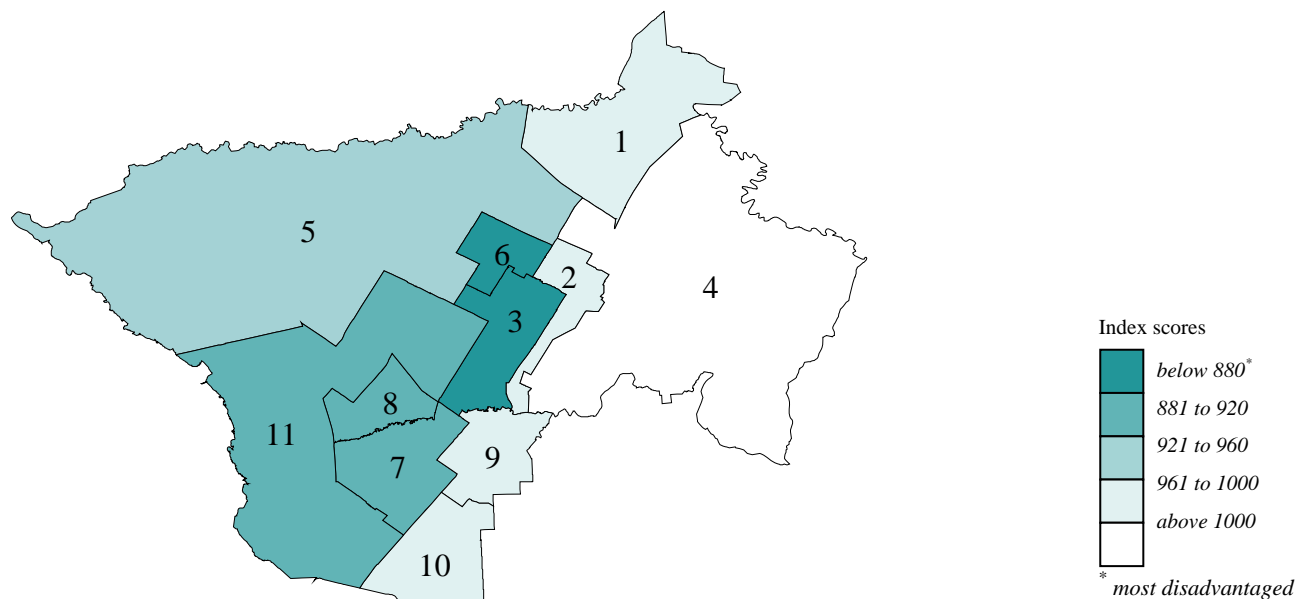 1
5
6
2
4
3
8
11
9
7
10
Index scores
below 880*
881 to 920
921 to 960
961 to 1000
above 1000
* most disadvantaged